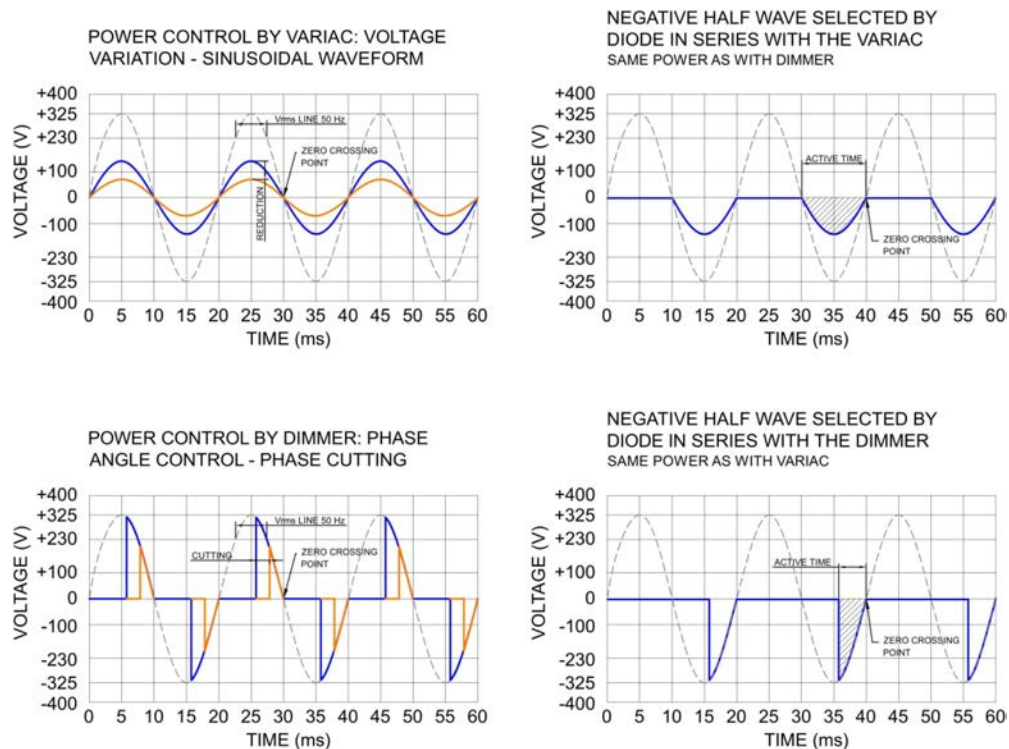 POWER CONTROL BY VARIAC: VOLTAGE
VARIATION - SINUSOIDAL WAVEFORM
VOLTAGE (V)
+400
+325
+230
+100
0
-100
-230
-325
-400
Vrms LINE 50 Hz
ZERO CROSSING
POINT
REDUCTION
0 5 10 15 20 25 30 35 40 45 50 55 60
TIME (ms)
NEGATIVE HALF WAVE SELECTED BY
DIODE IN SERIES WITH THE VARIAC
SAME POWER AS WITH DIMMER
VOLTAGE (V)
+400
+325
+230
+100
0
-100
-230
-325
-400
ACTIVE TIME
ZERO CROSSING
POINT
0 5 10 15 20 25 30 35 40 45 50 55 60
TIME (ms)
POWER CONTROL BY DIMMER: PHASE
ANGLE CONTROL - PHASE CUTTING
VOLTAGE (V)
+400
+325
+230
+100
0
-100
-230
-325
-400
Vrms LINE 50 Hz
CUTTING
ZERO CROSSING
POINT
0 5 10 15 20 25 30 35 40 45 50 55 60
TIME (ms)
NEGATIVE HALF WAVE SELECTED BY
DIODE IN SERIES WITH THE DIMMER
SAME POWER AS WITH VARIAC
VOLTAGE (V)
+400
+325
+230
+100
0
-100
-230
-325
-400
ACTIVE TIME
ZERO CROSSING
POINT
0 5 10 15 20 25 30 35 40 45 50 55 60
TIME (ms)